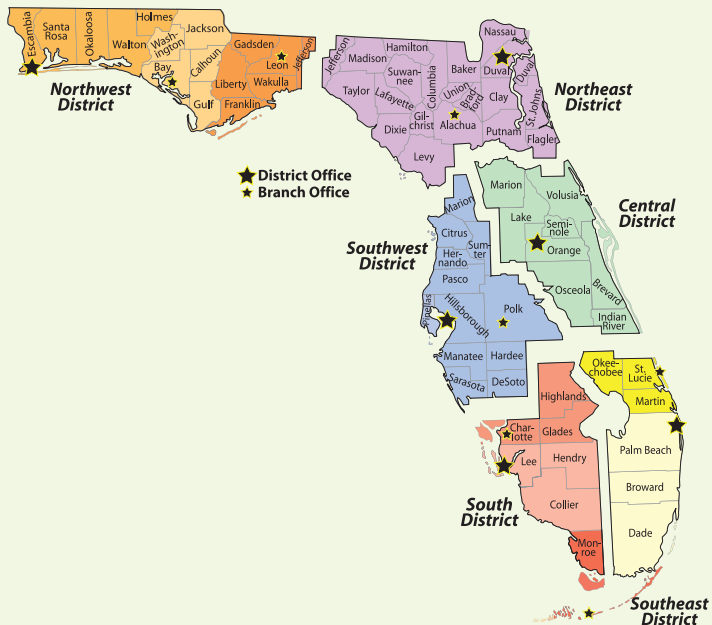 Escambia
Santa
Rosa
Okaloosa
Walton
Holmes
Wash-
ington
Jackson
Bay
Calhoun
Gulf
Gadsden
Leon
Jefferson
Liberty
Wakulla
Franklin
Northwest
District
Jefferson
Madison
Hamilton
Taylor
Suwan-
nee
Lafayette
Columbia
Baker
Nassau
Duval
Duval
Union
Brad-
ford
Clay
St. Johns
Dixie
Gil-
christ
Alachua
Putnam
Flagler
Levy
Northeast
District
District Office
Branch Office
Marion
Volusia
Lake
Semi-
nole
Orange
Osceola
Brevard
Indian
River
Central
District
Marion
Citrus
Sum-
ter
Her-
nando
Pasco
Pinellas
Hillsborough
Polk
Manatee
Hardee
Sarasota
DeSoto
Southwest
District
Highlands
Char-
lotte
Glades
Lee
Hendry
Collier
Mon-
roe
South
District
Okee-
chobee
St.
Lucie
Martin
Palm Beach
Broward
Dade
Southeast
District